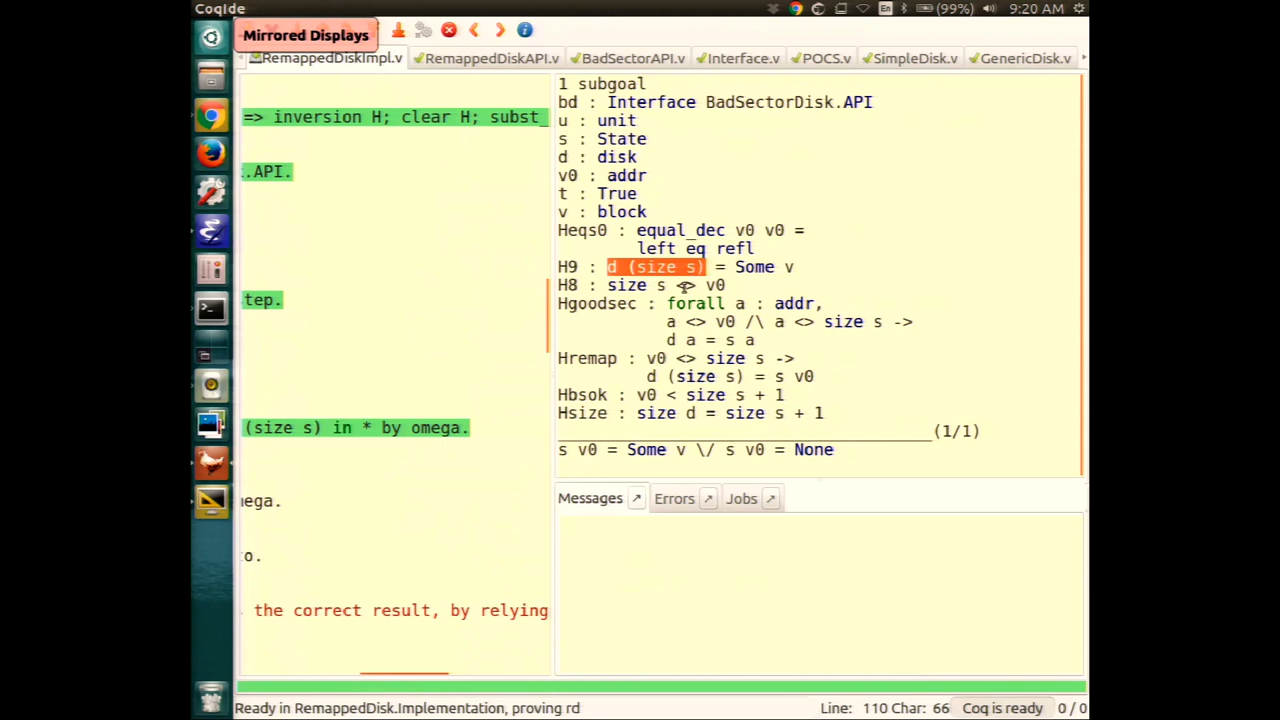 CoqIde
En
(99%)
9:20 AM
Mirrored Displays
RemappedDiskImpl.v
RemappedDiskAPI.v
BadSectorAPI.v
Interface.v
POCS.v
SimpleDisk.v
GenericDisk.v
=> inversion H; clear H; subst_
.API.
tep.
(size s) in * by omega.
ega.
o.
the correct result, by relying
1 subgoal
bd : Interface BadSectorDisk.API
u : unit
s : State
d : disk
v0 : addr
t : True
v : block
Heqs0 : equal_dec v0 v0 =
left eq_refl
H9 : d (size s) = Some v
H8 : size s <> v0
Hgoodsec : forall a : addr,
a <> v0 /\ a <> size s ->
d a = s a
Hremap : v0 <> size s ->
d (size s) = s v0
Hbsok : v0 < size s + 1
Hsize : size d = size s + 1
(1/1)
s v0 = Some v \/ s v0 = None
Messages
Errors
Jobs
Ready in RemappedDisk.Implementation, proving rd
Line: 110 Char: 66
Coq is ready
0 / 0